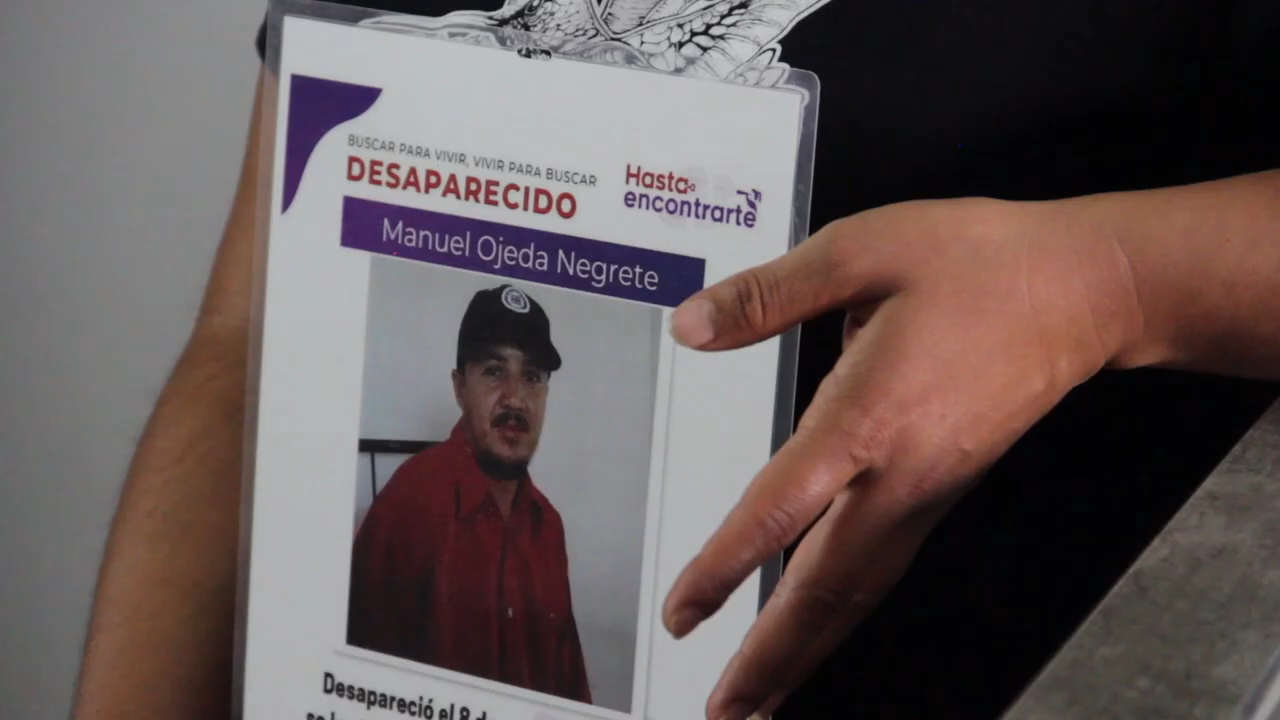 BUSCAR PARA VIVIR, VIVIR PARA BUSCAR
DESAPARECIDO
Hasta
encontrarte
Manuel Ojeda Negrete
Desapareció el 8 d